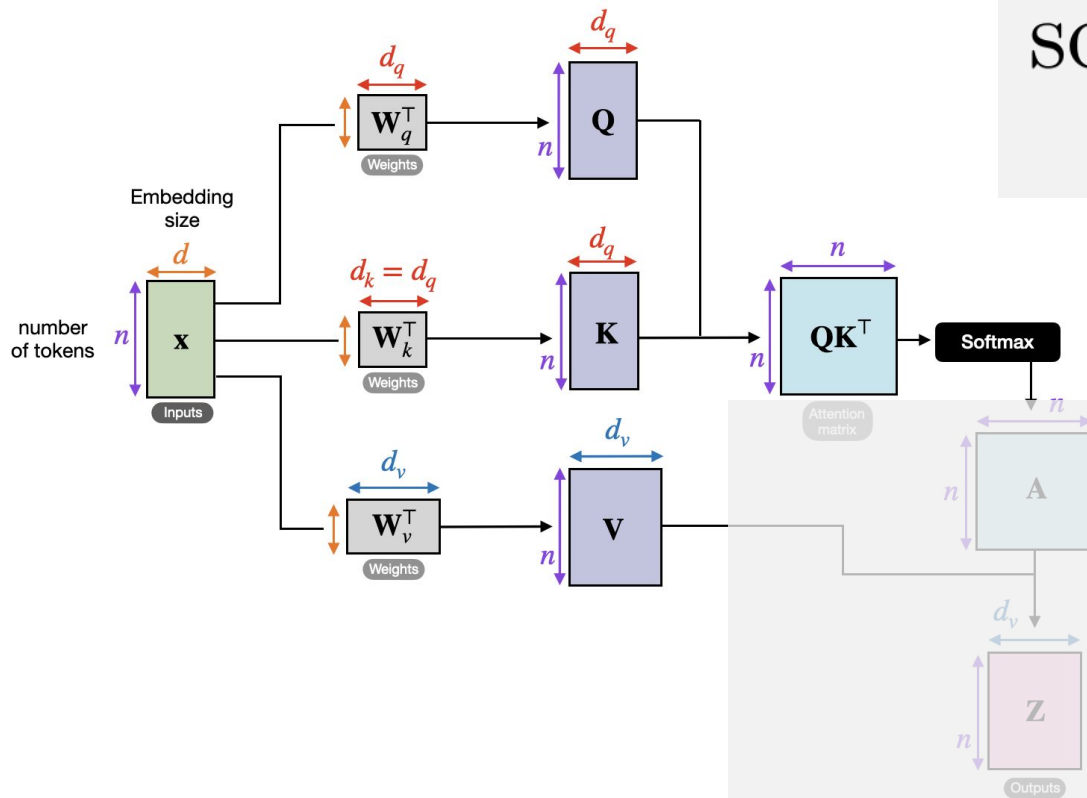 SC
d_q
d_q
W_q^⊤
Q
n
Weights
Embedding
size
d
d_k = d_q
d_q
n
number
of tokens
n
x
W_k^⊤
n
K
n
QK^⊤
Softmax
Inputs
Weights
Attention
matrix
n
d_v
d_v
n
A
W_v^⊤
n
V
Weights
d_v
n
Z
Outputs